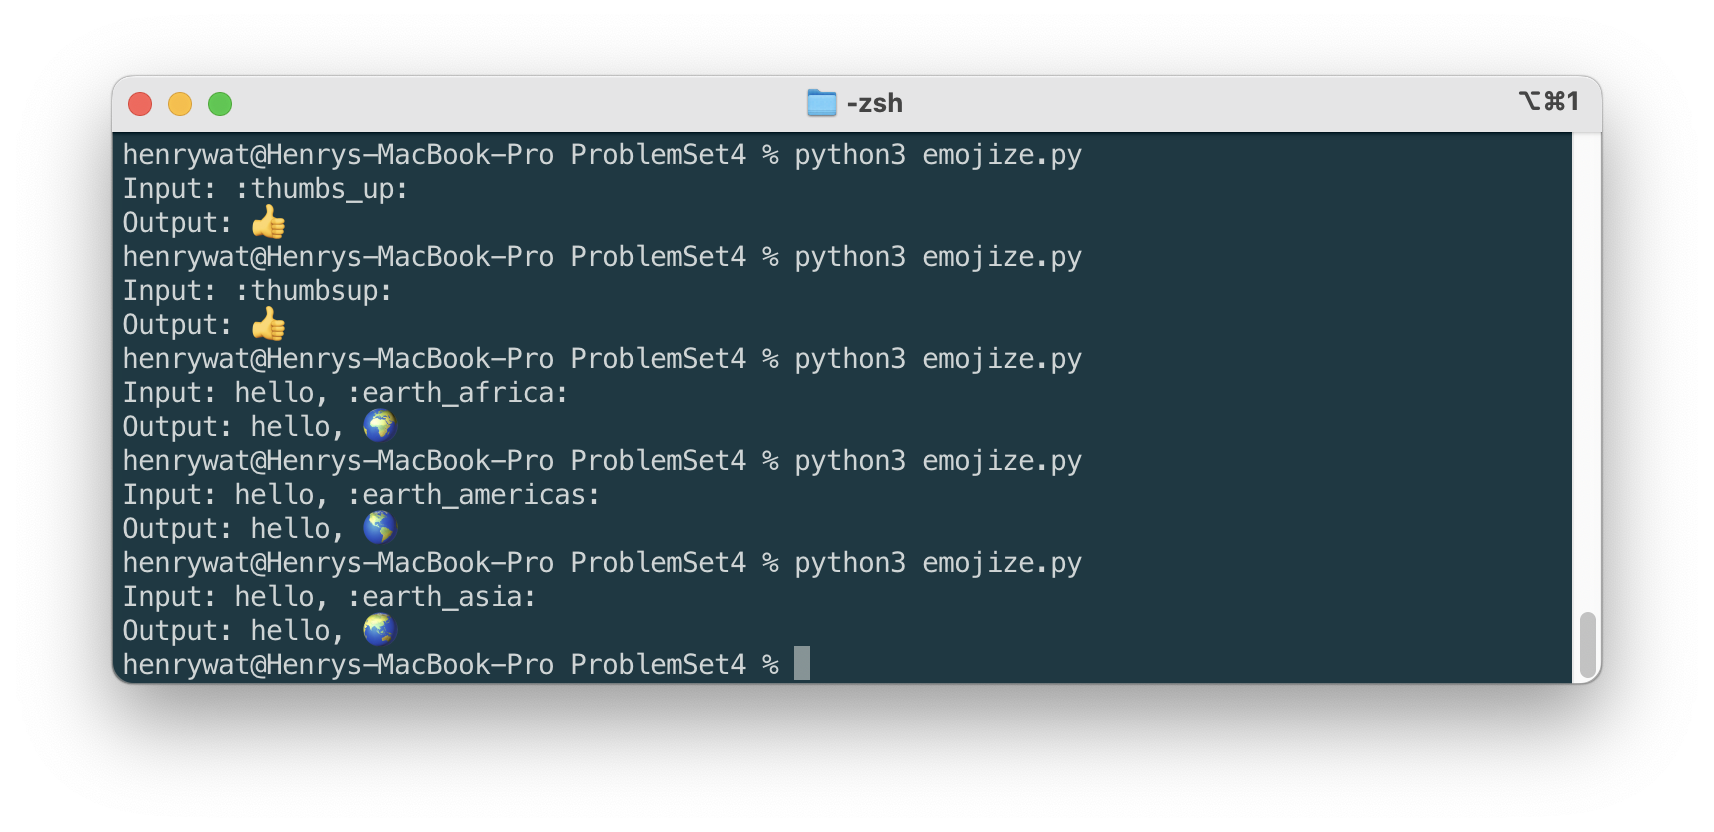 -zsh
⌥⌘1
henrywat@Henrys-MacBook-Pro ProblemSet4 % python3 emojize.py
Input: :thumbs_up:
Output: 👍
henrywat@Henrys-MacBook-Pro ProblemSet4 % python3 emojize.py
Input: :thumbsup:
Output: 👍
henrywat@Henrys-MacBook-Pro ProblemSet4 % python3 emojize.py
Input: hello, :earth_africa:
Output: hello, 🌍
henrywat@Henrys-MacBook-Pro ProblemSet4 % python3 emojize.py
Input: hello, :earth_americas:
Output: hello, 🌎
henrywat@Henrys-MacBook-Pro ProblemSet4 % python3 emojize.py
Input: hello, :earth_asia:
Output: hello, 🌏
henrywat@Henrys-MacBook-Pro ProblemSet4 %